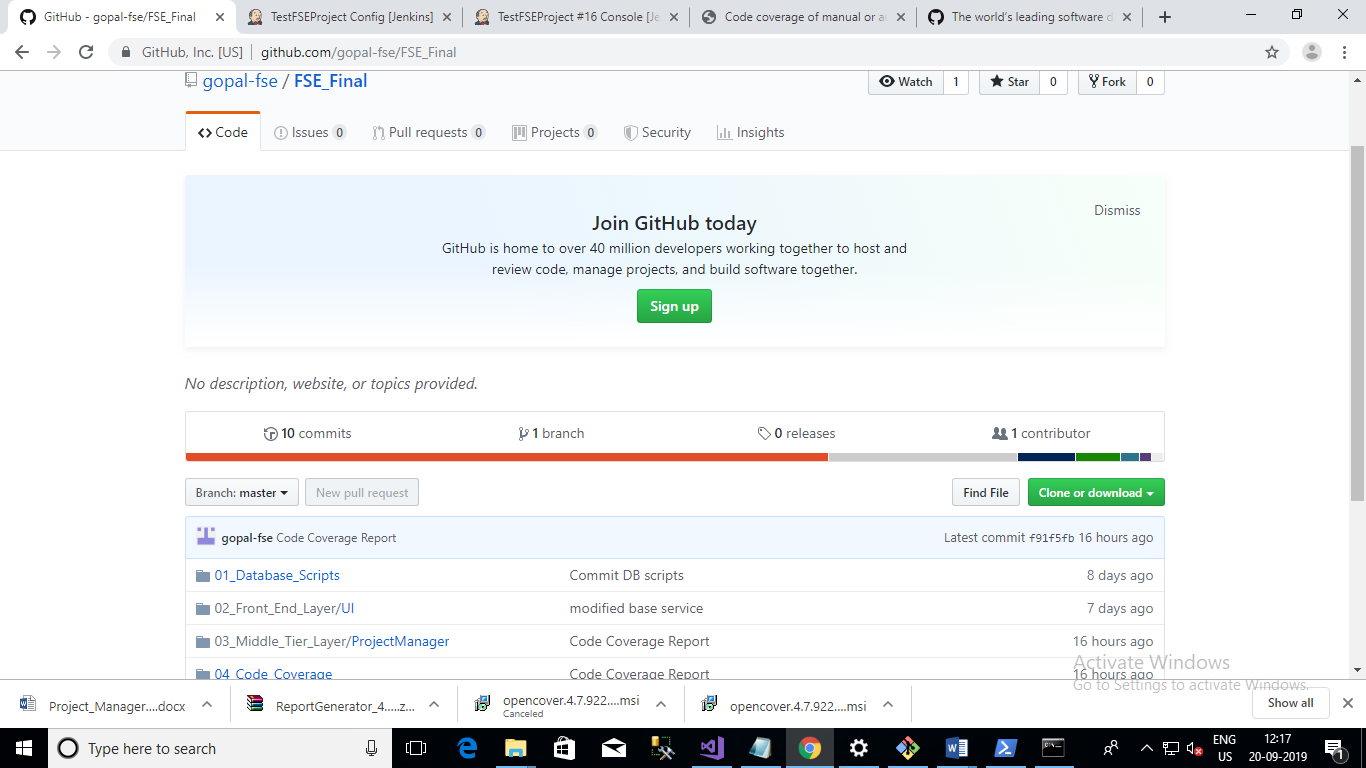 GitHub - gopal-fse/FSE_Final
TestFSEProject Config [Jenkins]
TestFSEProject #16 Console [Je
Code coverage of manual or au
The world's leading software d
GitHub, Inc. [US] | github.com/gopal-fse/FSE_Final
gopal-fse / FSE_Final
Watch 1
Star 0
Fork 0
Code
Issues 0
Pull requests 0
Projects 0
Security
Insights
Dismiss
Join GitHub today
GitHub is home to over 40 million developers working together to host and
review code, manage projects, and build software together.
Sign up
No description, website, or topics provided.
10 commits
1 branch
0 releases
1 contributor
Branch: master
New pull request
Find File
Clone or download
gopal-fse Code Coverage Report
Latest commit f91f5fb 16 hours ago
01_Database_Scripts Commit DB scripts 8 days ago
02_Front_End_Layer/UI modified base service 7 days ago
03_Middle_Tier_Layer/ProjectManager Code Coverage Report 16 hours ago
04_Code_Coverage Code Coverage Report 16 hours ago
Activate Windows
Go to Settings to activate Windows.
Project_Manager....docx
ReportGenerator_4.....z...
opencover.4.7.922....msi
Canceled
opencover.4.7.922....msi
Show all
Type here to search
ENG
US
12:17
20-09-2019
1